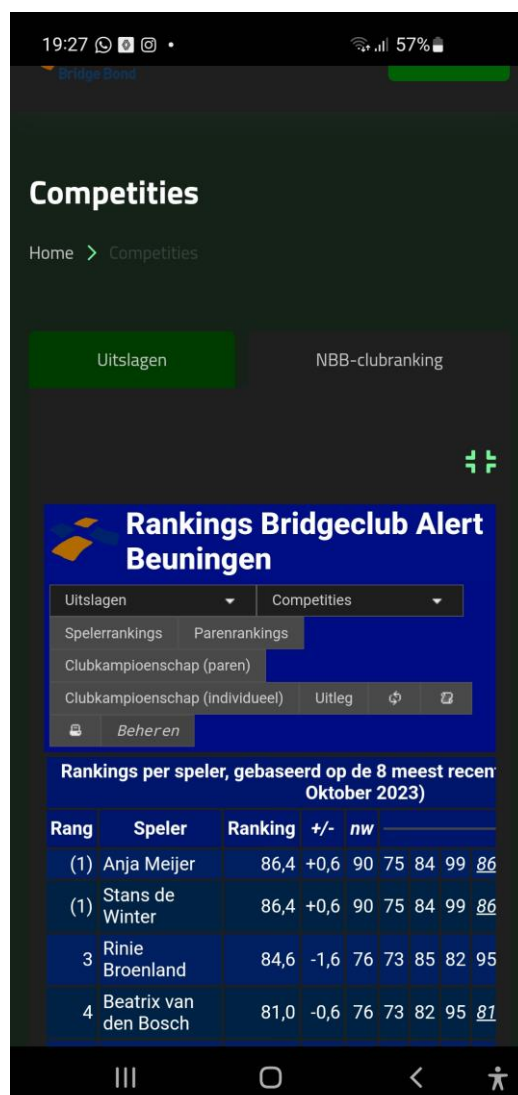 19:27
57%
Bridge Bond
Competities
Home > Competities
Uitslagen NBB-clubranking
Rankings Bridgeclub Alert
Beuningen
Uitslagen Competities
Spelerrankings Parenrankings
Clubkampioenschap (paren)
Clubkampioenschap (individueel) Uitleg
Beheren
Rankings per speler, gebaseerd op de 8 meest recen
Oktober 2023)
Rang Speler Ranking +/- nw
(1) Anja Meijer 86,4 +0,6 90 75 84 99 86
(1) Stans de
Winter 86,4 +0,6 90 75 84 99 86
3 Rinie
Broenland 84,6 -1,6 76 73 85 82 95
4 Beatrix van
den Bosch 81,0 -0,6 76 73 82 95 81